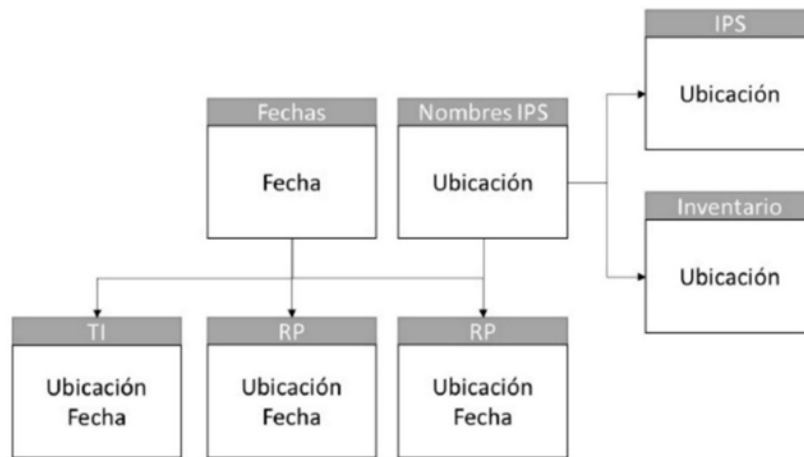 IPS
Ubicación
Fechas
Fecha
Nombres IPS
Ubicación
Inventario
Ubicación
TI
Ubicación
Fecha
RP
Ubicación
Fecha
RP
Ubicación
Fecha